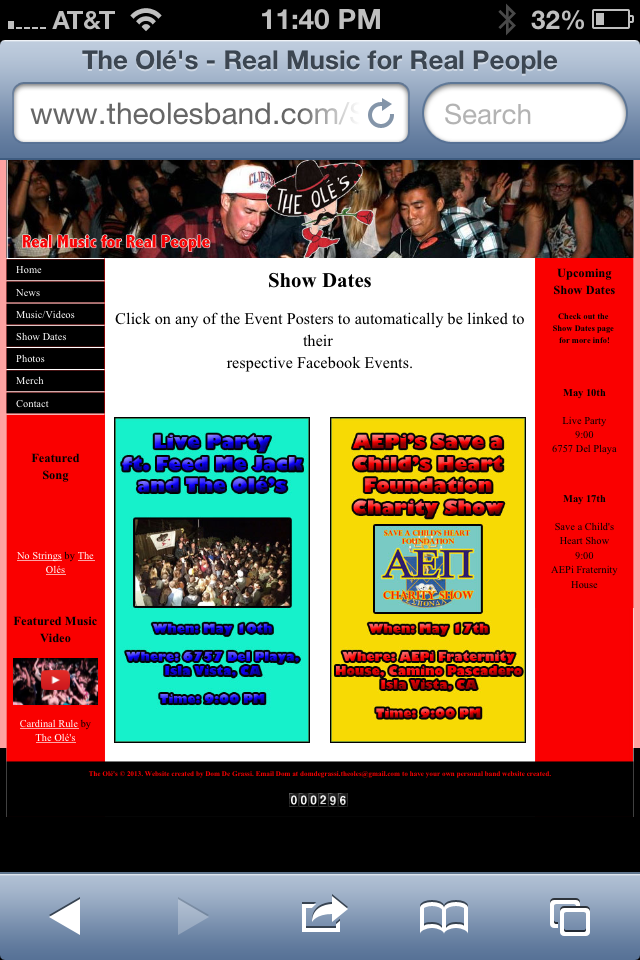 AT&T 11:40 PM 32%
The Olé's - Real Music for Real People
www.theolesband.com/S
Search
CLIPPERS
THE OLÉ'S
Real Music for Real People
Home
News
Music/Videos
Show Dates
Photos
Merch
Contact
Featured
Song
No Strings by The
Olés
Featured Music
Video
Cardinal Rule by
The Olé's
Show Dates
Click on any of the Event Posters to automatically be linked to
their
respective Facebook Events.
Live Party
ft. Feed Me Jack
and The Olé's
When: May 10th
Where: 6757 Del Playa,
Isla Vista, CA
Time: 9:00 PM
AEPi's Save a
Child's Heart
Foundation
Charity Show
SAVE A CHILD'S HEART
FOUNDATION
ΑΕΠ
CHARITY SHOW
When: May 17th
Where: AEPi Fraternity
House, Camino Pescadero
Isla Vista, CA
Time: 9:00 PM
Upcoming
Show Dates
Check out the
Show Dates page
for more info!
May 10th
Live Party
9:00
6757 Del Playa
May 17th
Save a Child's
Heart Show
9:00
AEPi Fraternity
House
The Olé's © 2013. Website created by Dom De Grassi. Email Dom at domdegrassi.theoles@gmail.com to have your own personal band website created.
000296